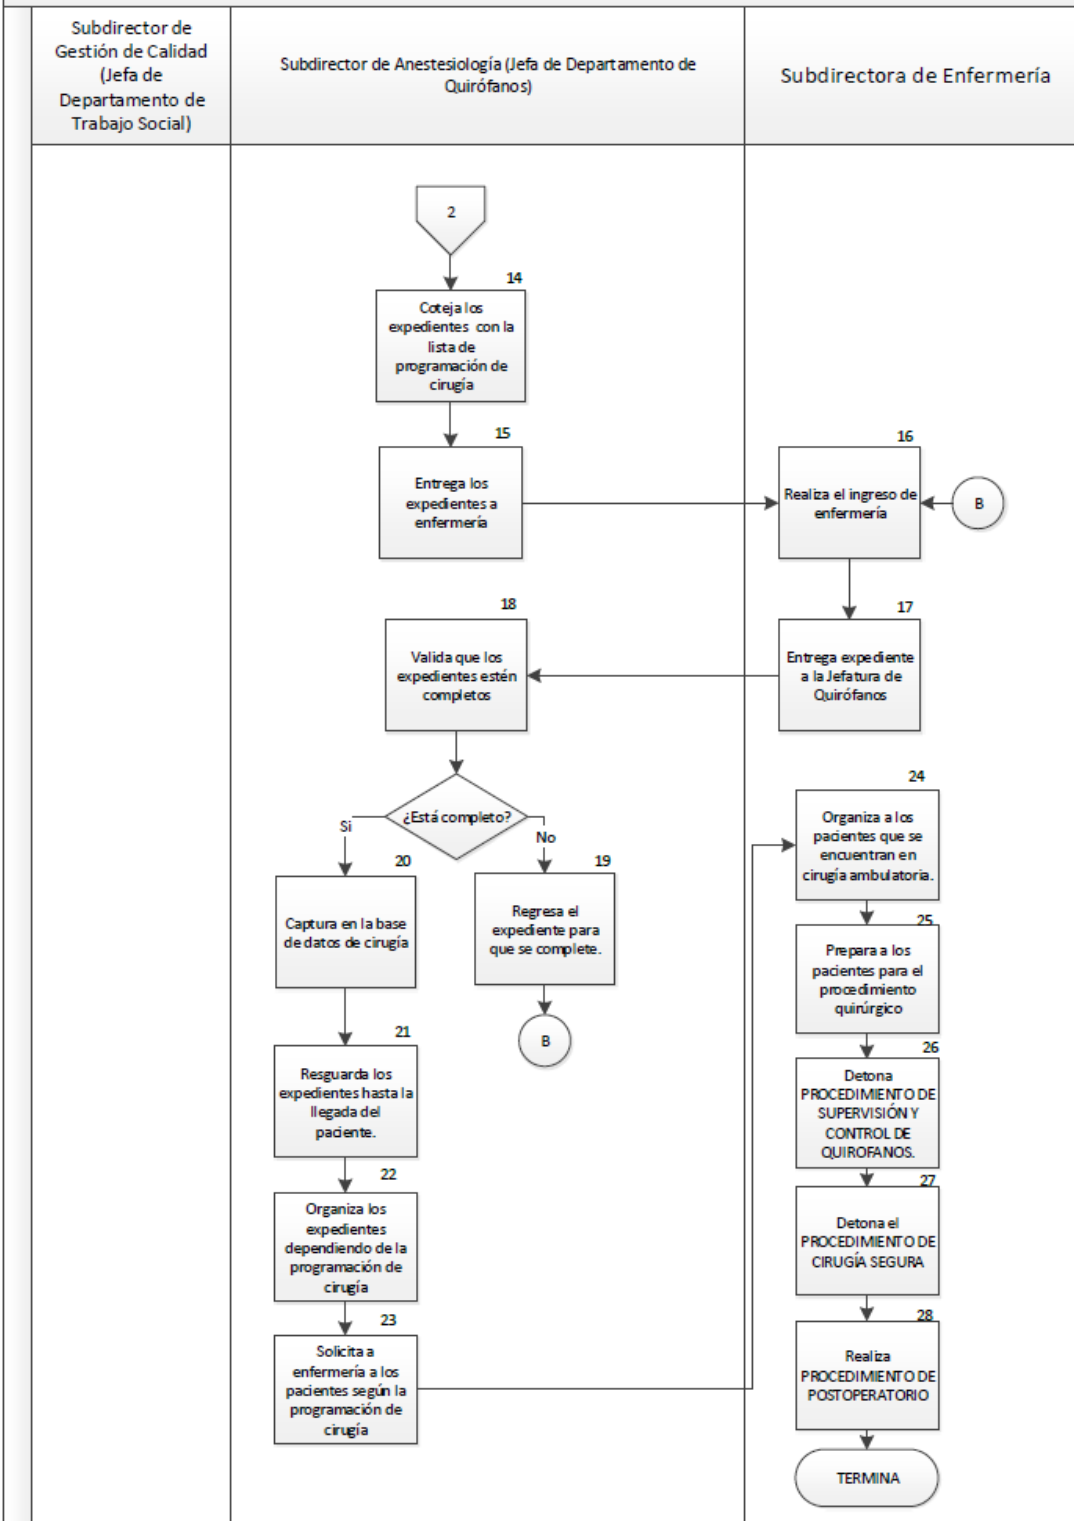 Subdirector de
Gestión de Calidad
(Jefa de
Departamento de
Trabajo Social)
Subdirector de Anestesiología (Jefa de Departamento de
Quirófanos)
Subdirectora de Enfermería
2
14
Coteja los
expedientes con la
lista de
programación de
cirugía
15
Entrega los
expedientes a
enfermería
16
Realiza el ingreso de
enfermería
B
17
Entrega expediente
a la Jefatura de
Quirófanos
18
Valida que los
expedientes estén
completos
¿Está completo?
Si
No
19
Regresa el
expediente para
que se complete.
B
20
Captura en la base
de datos de cirugía
21
Resguarda los
expedientes hasta la
llegada del
paciente.
22
Organiza los
expedientes
dependiendo de la
programación de
cirugía
23
Solicita a
enfermería a los
pacientes según la
programación de
cirugía
24
Organiza a los
pacientes que se
encuentran en
cirugía ambulatoria.
25
Prepara a los
pacientes para el
procedimiento
quirúrgico
26
Detona
PROCEDIMIENTO DE
SUPERVISIÓN Y
CONTROL DE
QUIROFANOS.
27
Detona el
PROCEDIMIENTO DE
CIRUGÍA SEGURA
28
Realiza
PROCEDIMIENTO DE
POSTOPERATORIO
TERMINA